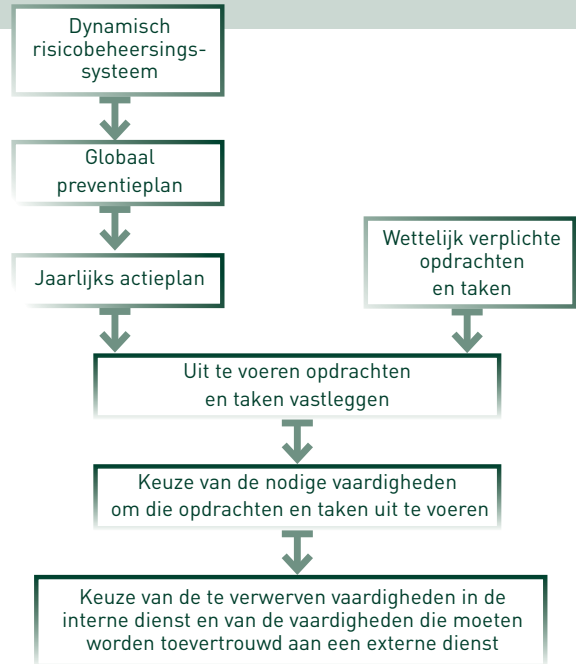 Dynamisch
risicobeheersings-
systeem
Globaal
preventieplan
Jaarlijks actieplan
Wettelijk verplichte
opdrachten
en taken
Uit te voeren opdrachten
en taken vastleggen
Keuze van de nodige vaardigheden
om die opdrachten en taken uit te voeren
Keuze van de te verwerven vaardigheden in de
interne dienst en van de vaardigheden die moeten
worden toevertrouwd aan een externe dienst